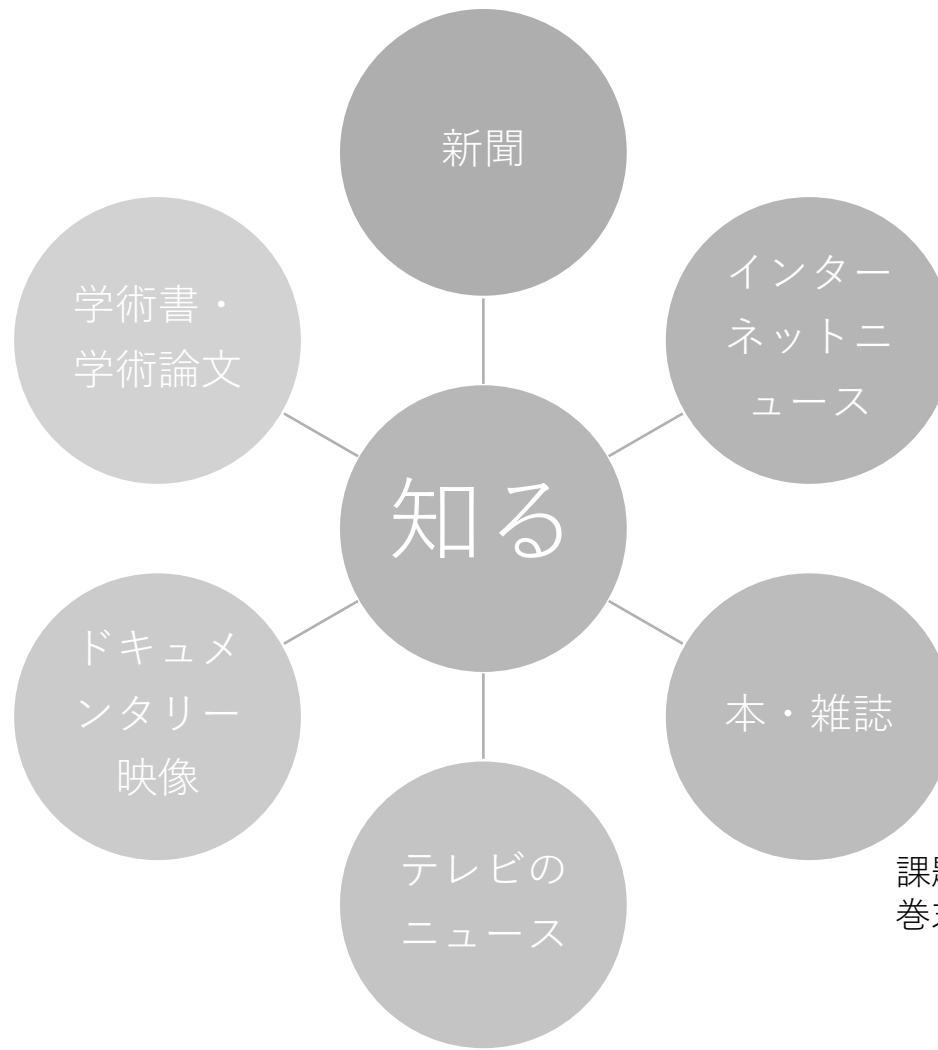 新聞
学術書・
学術論文
インター
ネットニ
ュース
知る
ドキュメ
ンタリー
映像
本・雑誌
テレビの
ニュース
課
巻